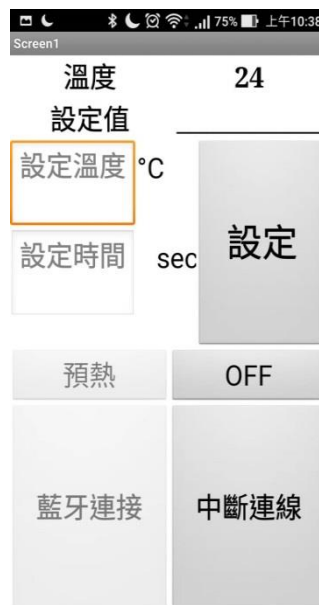 75% 上午10:38
Screen1
溫度 24
設定值
設定溫度 °C
設定時間 sec
設定
預熱 OFF
藍牙連接 中斷連線